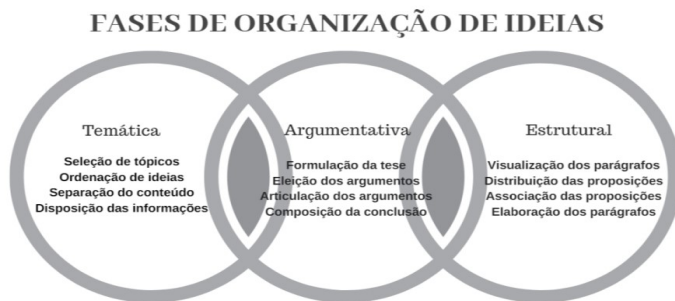 FASES DE ORGANIZAÇÃO DE IDEIAS
Temática
Seleção de tópicos
Ordenação de ideias
Separação do conteúdo
Disposição das informações
Argumentativa
Formulação da tese
Eleição dos argumentos
Articulação dos argumentos
Composição da conclusão
Estrutural
Visualização dos parágrafos
Distribuição das proposições
Associação das proposições
Elaboração dos parágrafos